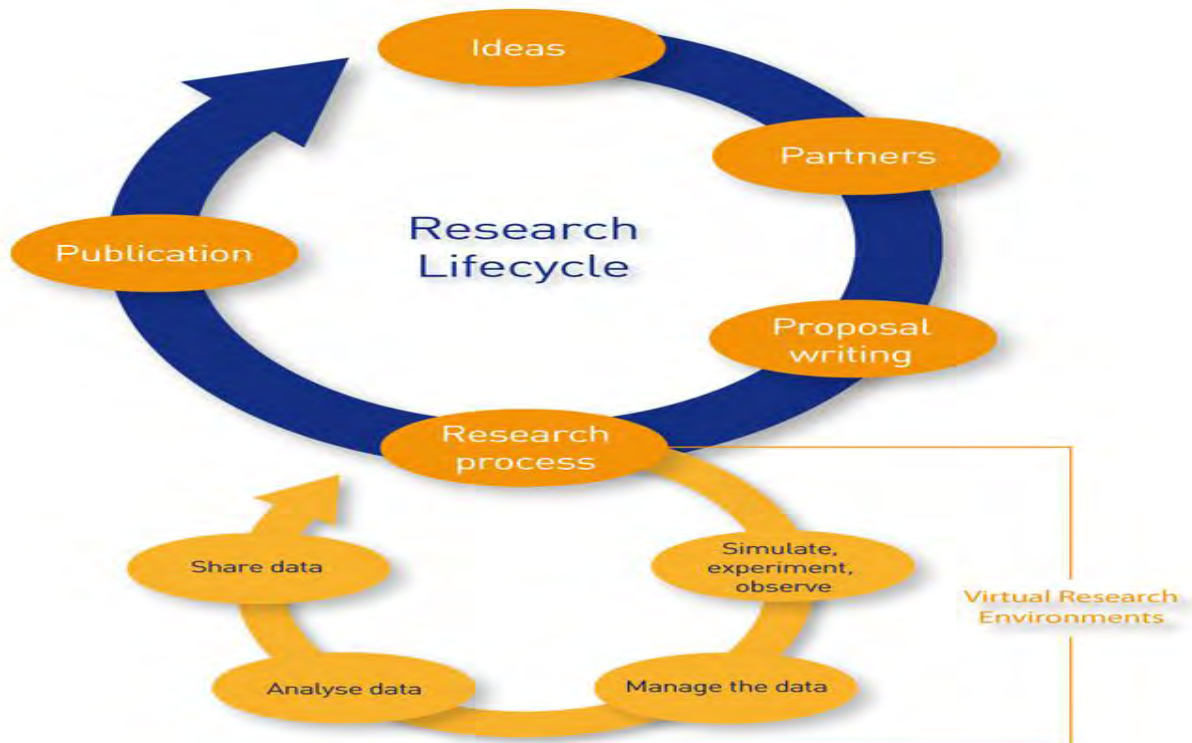 Ideas
Partners
Research
Lifecycle
Publication
Proposal
writing
Research
process
Simulate,
experiment,
observe
Share data
Virtual Research
Environments
Manage the data
Analyse data